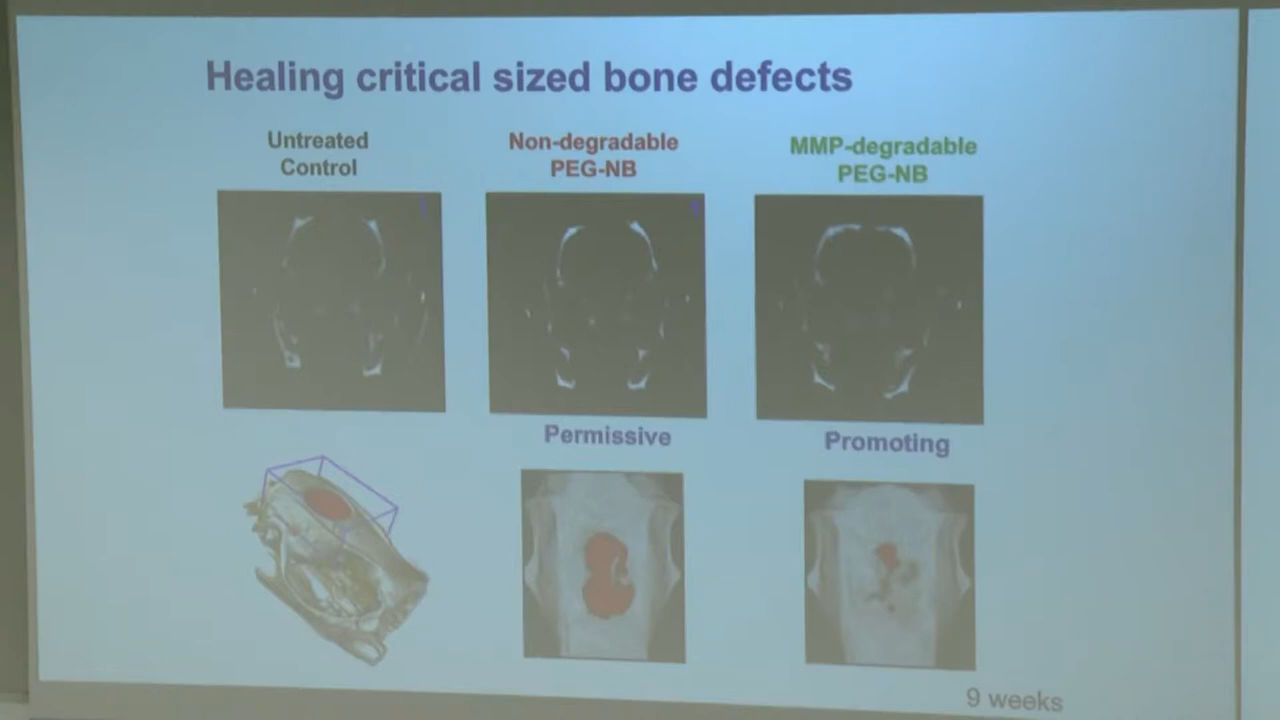 Healing critical sized bone defects
Untreated
Control
Non-degradable
PEG-NB
MMP-degradable
PEG-NB
Permissive
Promoting
9 weeks